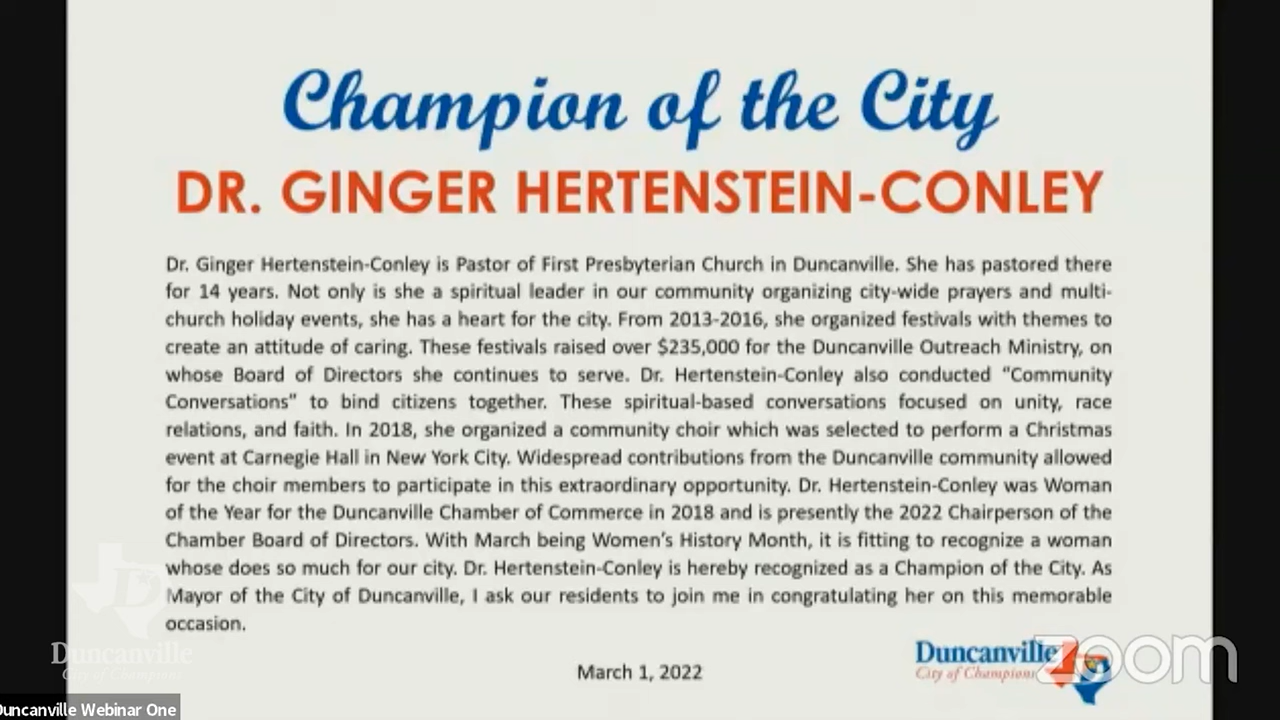 Champion of the City
DR. GINGER HERTENSTEIN-CONLEY
Dr. Ginger Hertenstein-Conley is Pastor of First Presbyterian Church in Duncanville. She has pastored there
for 14 years. Not only is she a spiritual leader in our community organizing city-wide prayers and multi-
church holiday events, she has a heart for the city. From 2013-2016, she organized festivals with themes to
create an attitude of caring. These festivals raised over $235,000 for the Duncanville Outreach Ministry, on
whose Board of Directors she continues to serve. Dr. Hertenstein-Conley also conducted “Community
Conversations” to bind citizens together. These spiritual-based conversations focused on unity, race
relations, and faith. In 2018, she organized a community choir which was selected to perform a Christmas
event at Carnegie Hall in New York City. Widespread contributions from the Duncanville community allowed
for the choir members to participate in this extraordinary opportunity. Dr. Hertenstein-Conley was Woman
of the Year for the Duncanville Chamber of Commerce in 2018 and is presently the 2022 Chairperson of the
Chamber Board of Directors. With March being Women’s History Month, it is fitting to recognize a woman
whose does so much for our city. Dr. Hertenstein-Conley is hereby recognized as a Champion of the City. As
Mayor of the City of Duncanville, I ask our residents to join me in congratulating her on this memorable
occasion.
D
Duncanville
City of Champions
March 1, 2022
Duncanville
City of Champions
zoom
Duncanville Webinar One